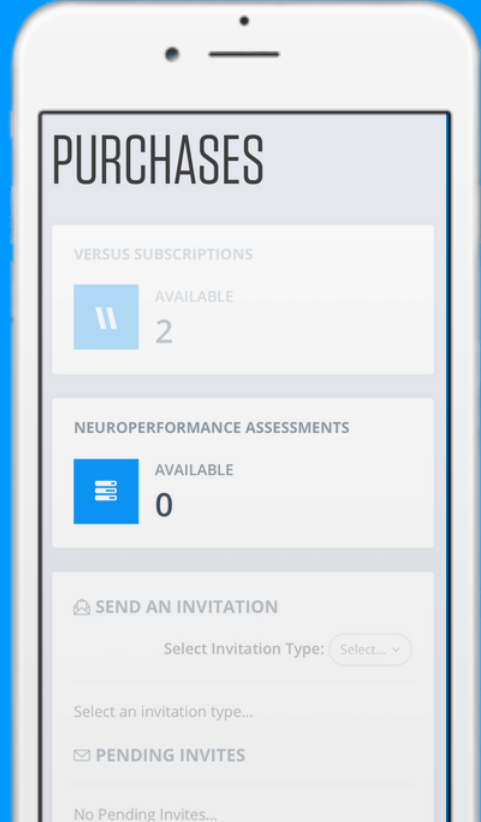 PURCHASES
VERSUS SUBSCRIPTIONS
AVAILABLE
2
NEUROPERFORMANCE ASSESSMENTS
AVAILABLE
0
SEND AN INVITATION
Select Invitation Type: Select...
Select an invitation type...
PENDING INVITES
No Pending Invites...